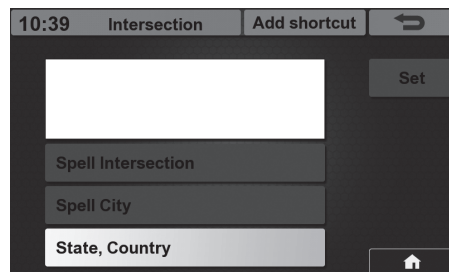 10:39 Intersection Add shortcut
Set
Spell Intersection
Spell City
State, Country